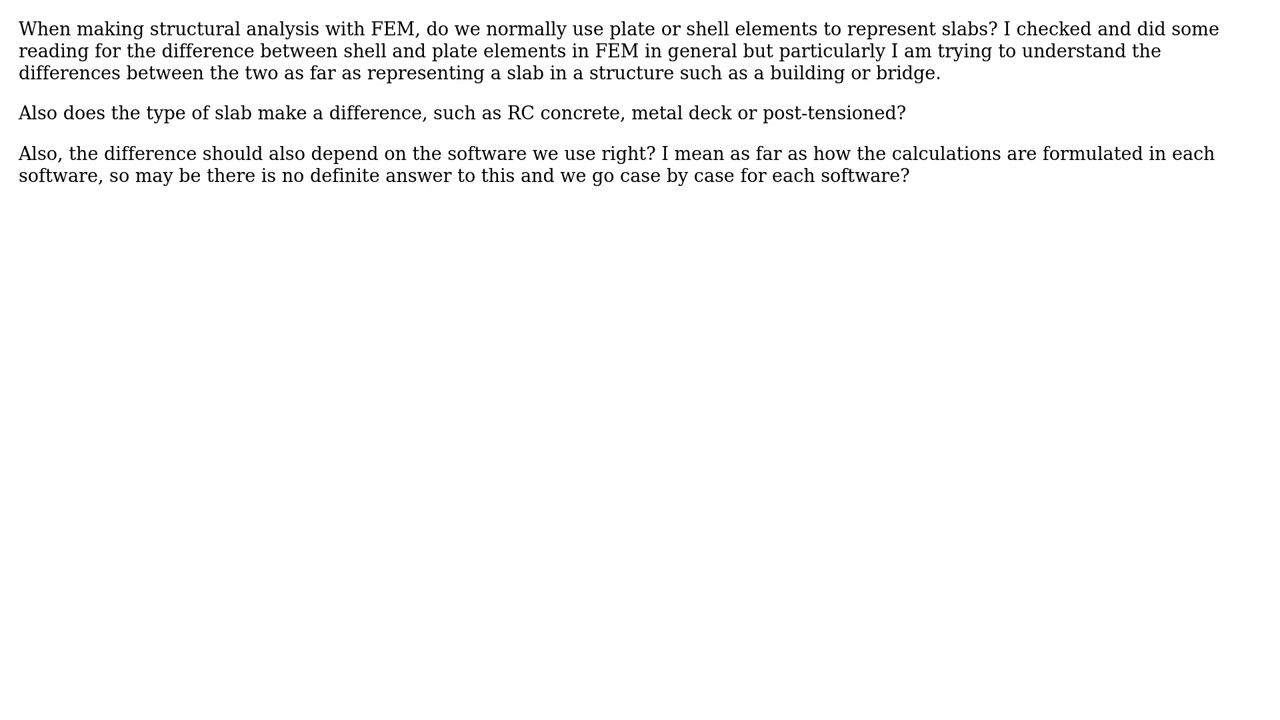 When making structural analysis with FEM, do we normally use plate or shell elements to represent slabs? I checked and did some
reading for the difference between shell and plate elements in FEM in general but particularly I am trying to understand the
differences between the two as far as representing a slab in a structure such as a building or bridge.
Also does the type of slab make a difference, such as RC concrete, metal deck or post-tensioned?
Also, the difference should also depend on the software we use right? I mean as far as how the calculations are formulated in each
software, so may be there is no definite answer to this and we go case by case for each software?